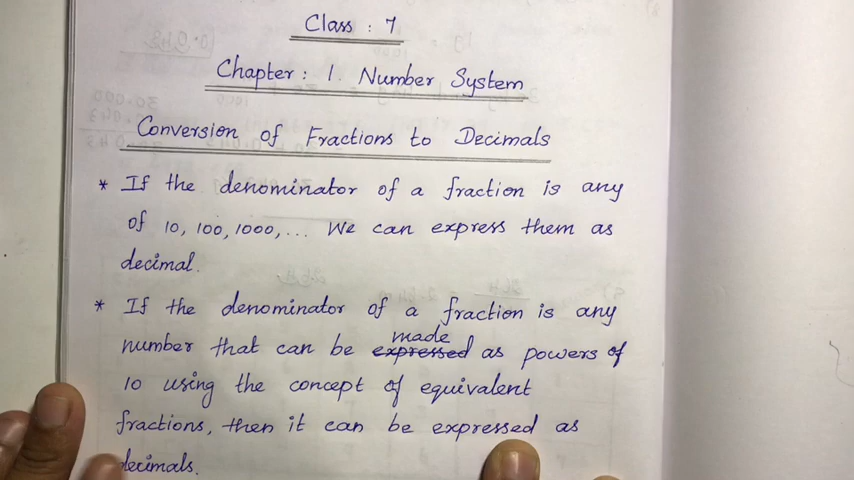 Class : 7
Chapter : 1. Number System
Conversion of Fractions to Decimals
* If the denominator of a fraction is any
of 10, 100, 1000, ... We can express them as
decimal.
* If the denominator of a fraction is any
made
number that can be expressed as powers of
10 using the concept of equivalent
fractions, then it can be expressed as
decimals.